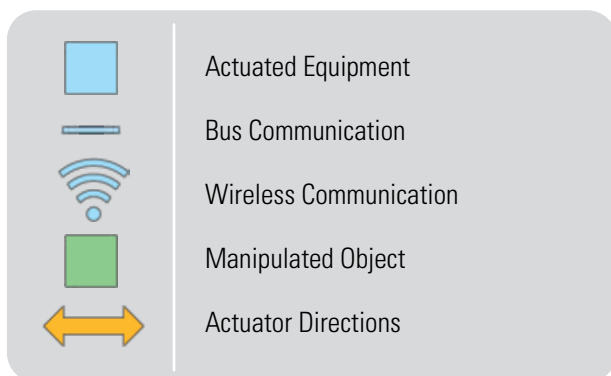 Actuated Equipment
Bus Communication
Wireless Communication
Manipulated Object
Actuator Directions